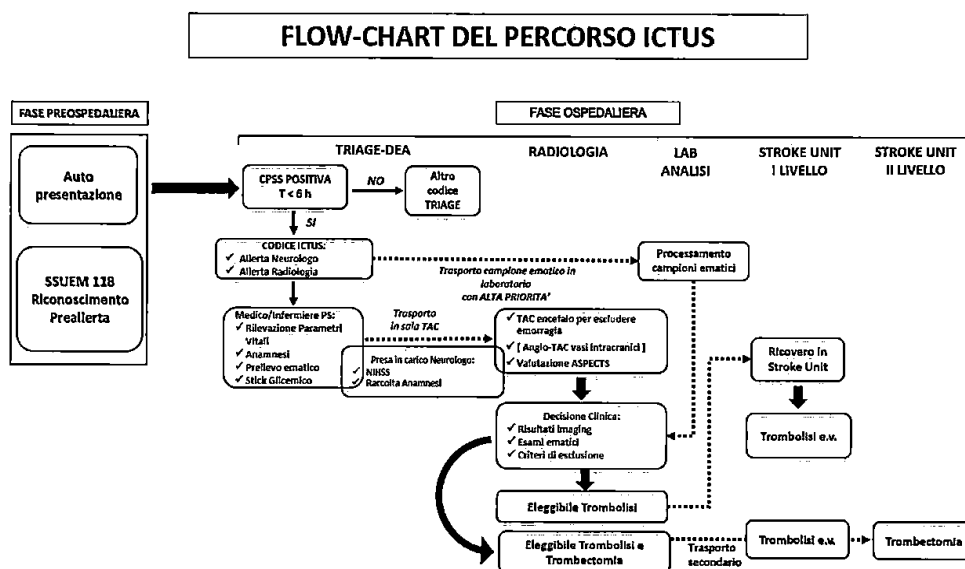 FLOW-CHART DEL PERCORSO ICTUS
FASE PREOSPEDALIERA
FASE OSPEDALIERA
TRIAGE-DEA
RADIOLOGIA
LAB
ANALISI
STROKE UNIT
I LIVELLO
STROKE UNIT
II LIVELLO
Auto
presentazione
SSUEM 118
Riconoscimento
Preallerta
CPSS POSITIVA
T < 6 h
NO
Altro
codice
TRIAGE
SI
CODICE ICTUS:
✓ Allerta Neurologo
✓ Allerta Radiologia
Trasporto campione ematico in
laboratorio
con ALTA PRIORITA'
Processamento
campioni ematici
Medico/Infermiere PS:
✓ Rilevazione Parametri
Vitali
✓ Anamnesi
✓ Prelievo ematico
✓ Stick Glicemico
Trasporto
in sala TAC
Presa in carico Neurologo:
✓ NIHSS
✓ Raccolta Anamnesi
✓ TAC encefalo per escludere
emorragia
✓ [ Angio-TAC vasi intracranici ]
✓ Valutazione ASPECTS
Ricovero in
Stroke Unit
Trombolisi e.v.
Decisione Clinica:
✓ Risultati Imaging
✓ Esami ematici
✓ Criteri di esclusione
Eleggibile Trombolisi
Eleggibile Trombolisi e
Trombectomia
Trasporto
secondario
Trombolisi e.v.
Trombectomia